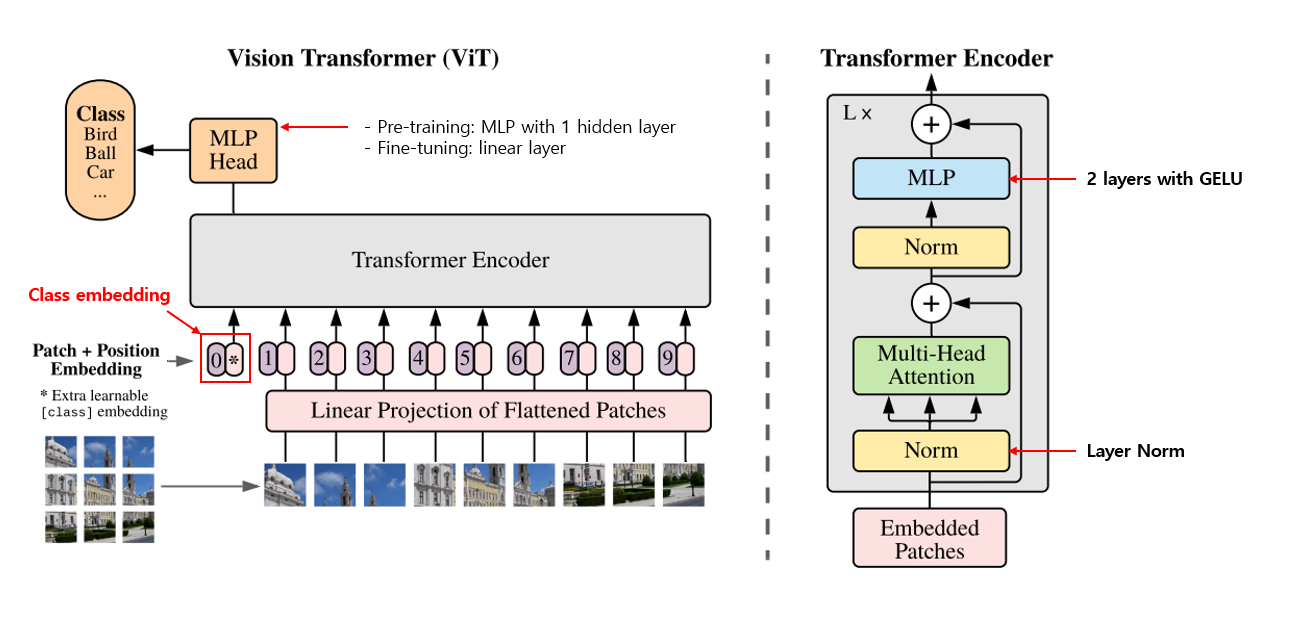 Vision Transformer (ViT)
Class
Bird
Ball
Car
...
MLP
Head
- Pre-training: MLP with 1 hidden layer
- Fine-tuning: linear layer
Transformer Encoder
Class embedding
Patch + Position
Embedding
0 * 1 2 3 4 5 6 7 8 9
* Extra learnable
[class] embedding
Linear Projection of Flattened Patches
Transformer Encoder
L x
+
MLP
2 layers with GELU
Norm
+
Multi-Head
Attention
Norm
Layer Norm
Embedded
Patches